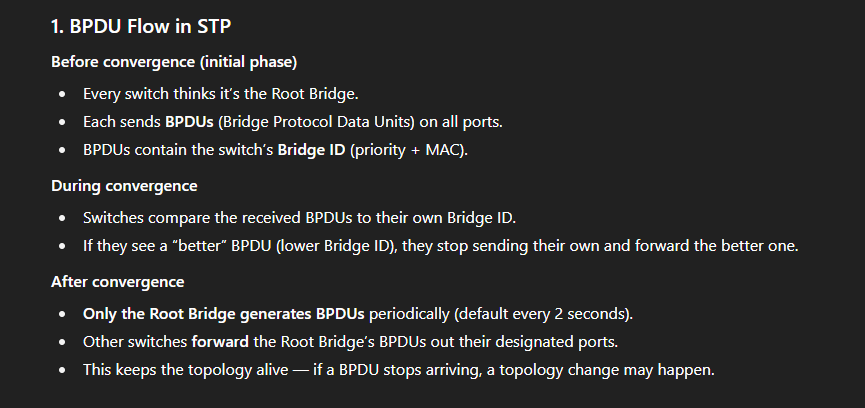 1. BPDU Flow in STP
Before convergence (initial phase)
• Every switch thinks it’s the Root Bridge.
• Each sends BPDUs (Bridge Protocol Data Units) on all ports.
• BPDUs contain the switch’s Bridge ID (priority + MAC).
During convergence
• Switches compare the received BPDUs to their own Bridge ID.
• If they see a “better” BPDU (lower Bridge ID), they stop sending their own and forward the better one.
After convergence
• Only the Root Bridge generates BPDUs periodically (default every 2 seconds).
• Other switches forward the Root Bridge’s BPDUs out their designated ports.
• This keeps the topology alive — if a BPDU stops arriving, a topology change may happen.